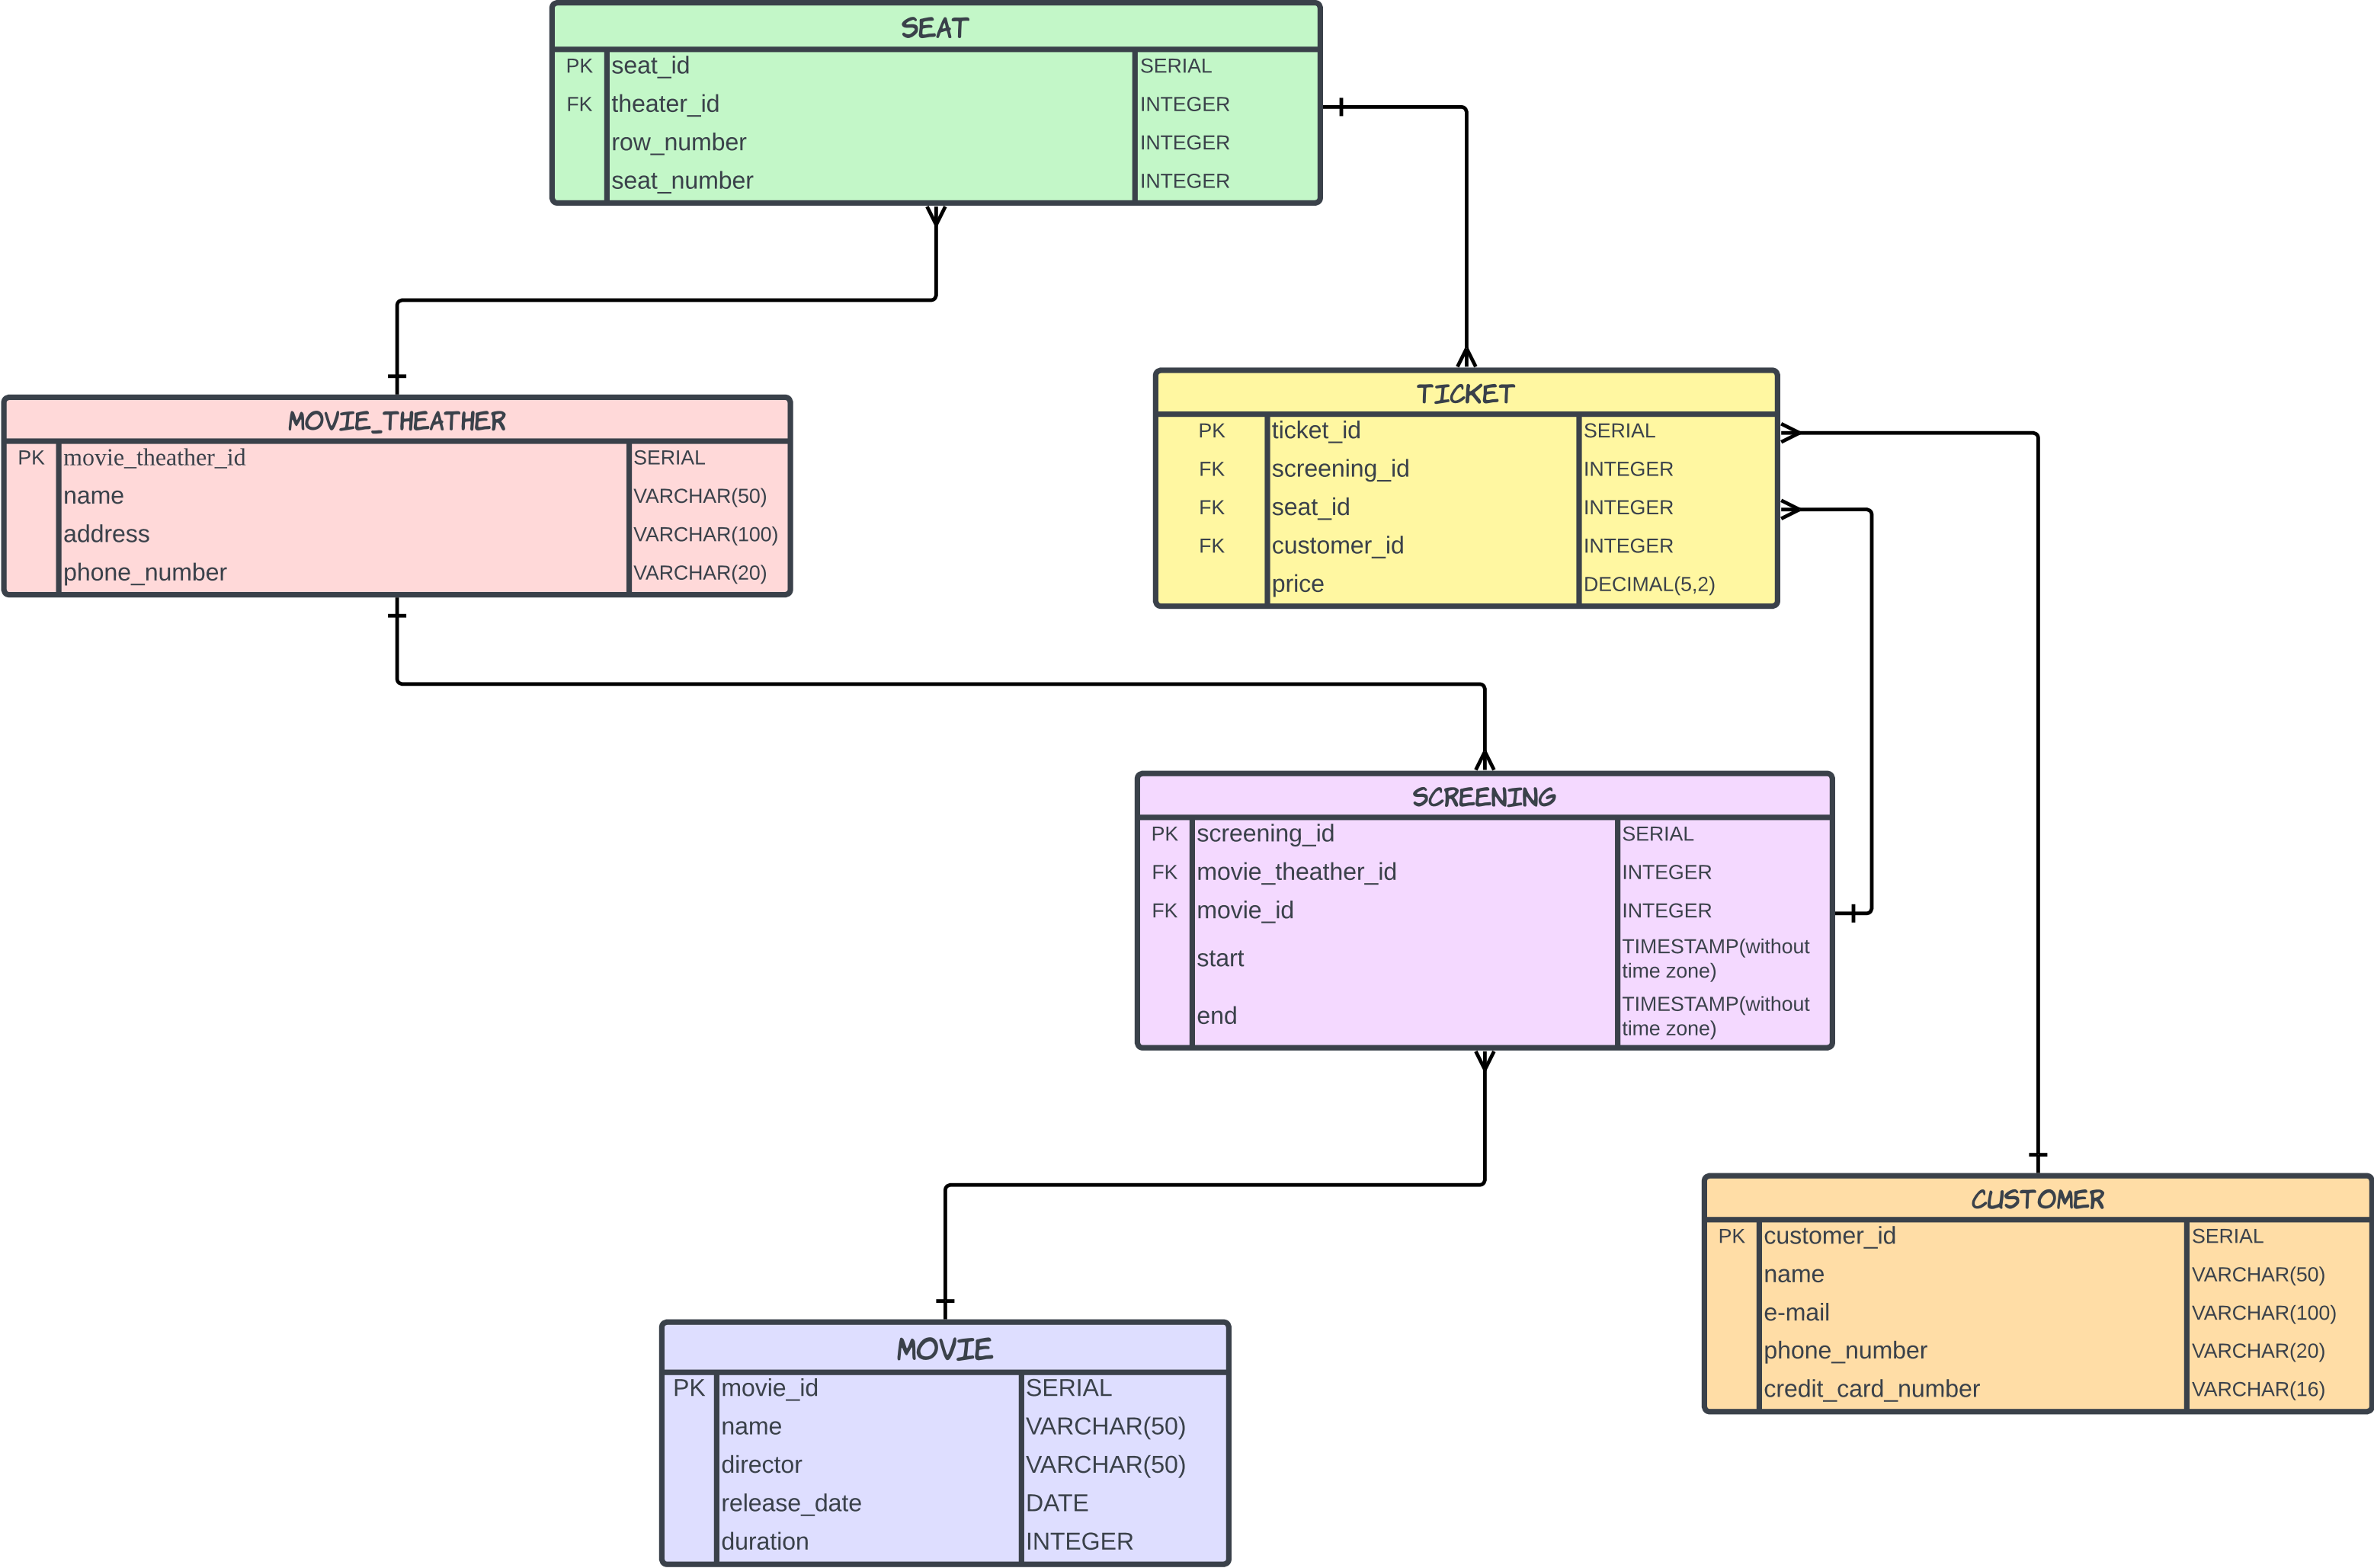 SEAT
PK seat_id SERIAL
FK theater_id INTEGER
row_number INTEGER
seat_number INTEGER
MOVIE_THEATHER
PK movie_theather_id SERIAL
name VARCHAR(50)
address VARCHAR(100)
phone_number VARCHAR(20)
TICKET
PK ticket_id SERIAL
FK screening_id INTEGER
FK seat_id INTEGER
FK customer_id INTEGER
price DECIMAL(5,2)
SCREENING
PK screening_id SERIAL
FK movie_theather_id INTEGER
FK movie_id INTEGER
start TIMESTAMP(without
time zone)
end TIMESTAMP(without
time zone)
CUSTOMER
PK customer_id SERIAL
name VARCHAR(50)
e-mail VARCHAR(100)
phone_number VARCHAR(20)
credit_card_number VARCHAR(16)
MOVIE
PK movie_id SERIAL
name VARCHAR(50)
director VARCHAR(50)
release_date DATE
duration INTEGER